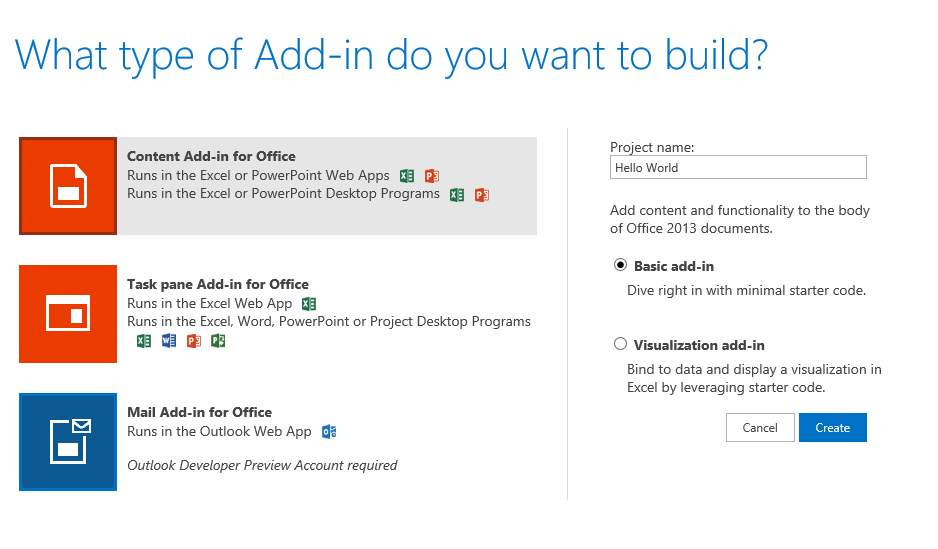 What type of Add-in do you want to build?
Content Add-in for Office
Runs in the Excel or PowerPoint Web Apps
Runs in the Excel or PowerPoint Desktop Programs
Task pane Add-in for Office
Runs in the Excel Web App
Runs in the Excel, Word, PowerPoint or Project Desktop Programs
Mail Add-in for Office
Runs in the Outlook Web App
Outlook Developer Preview Account required
Project name:
Hello World
Add content and functionality to the body
of Office 2013 documents.
Basic add-in
Dive right in with minimal starter code.
Visualization add-in
Bind to data and display a visualization in
Excel by leveraging starter code.
Cancel
Create